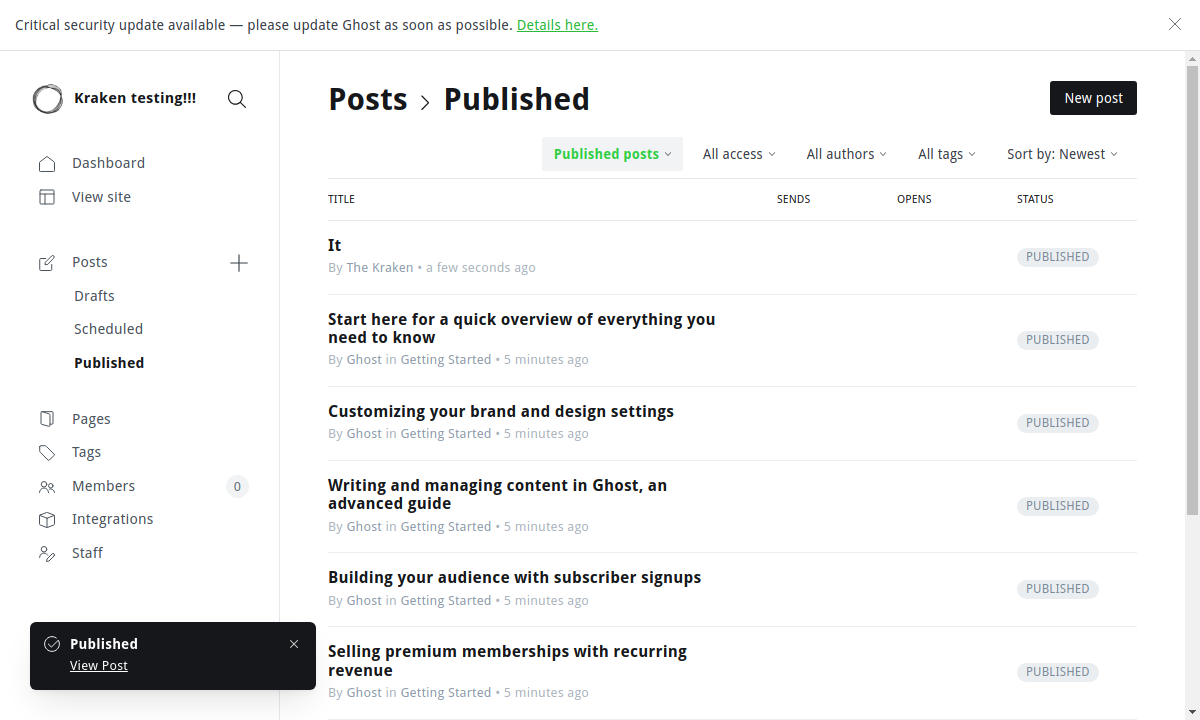 Critical security update available — please update Ghost as soon as possible. Details here.
Kraken testing!!!
Dashboard
View site
Posts
Drafts
Scheduled
Published
Pages
Tags
Members 0
Integrations
Staff
Published
View Post
Posts > Published
New post
Published posts All access All authors All tags Sort by: Newest
TITLE SENDS OPENS STATUS
It
By The Kraken • a few seconds ago
PUBLISHED
Start here for a quick overview of everything you
need to know
By Ghost in Getting Started • 5 minutes ago
PUBLISHED
Customizing your brand and design settings
By Ghost in Getting Started • 5 minutes ago
PUBLISHED
Writing and managing content in Ghost, an
advanced guide
By Ghost in Getting Started • 5 minutes ago
PUBLISHED
Building your audience with subscriber signups
By Ghost in Getting Started • 5 minutes ago
PUBLISHED
Selling premium memberships with recurring
revenue
By Ghost in Getting Started • 5 minutes ago
PUBLISHED